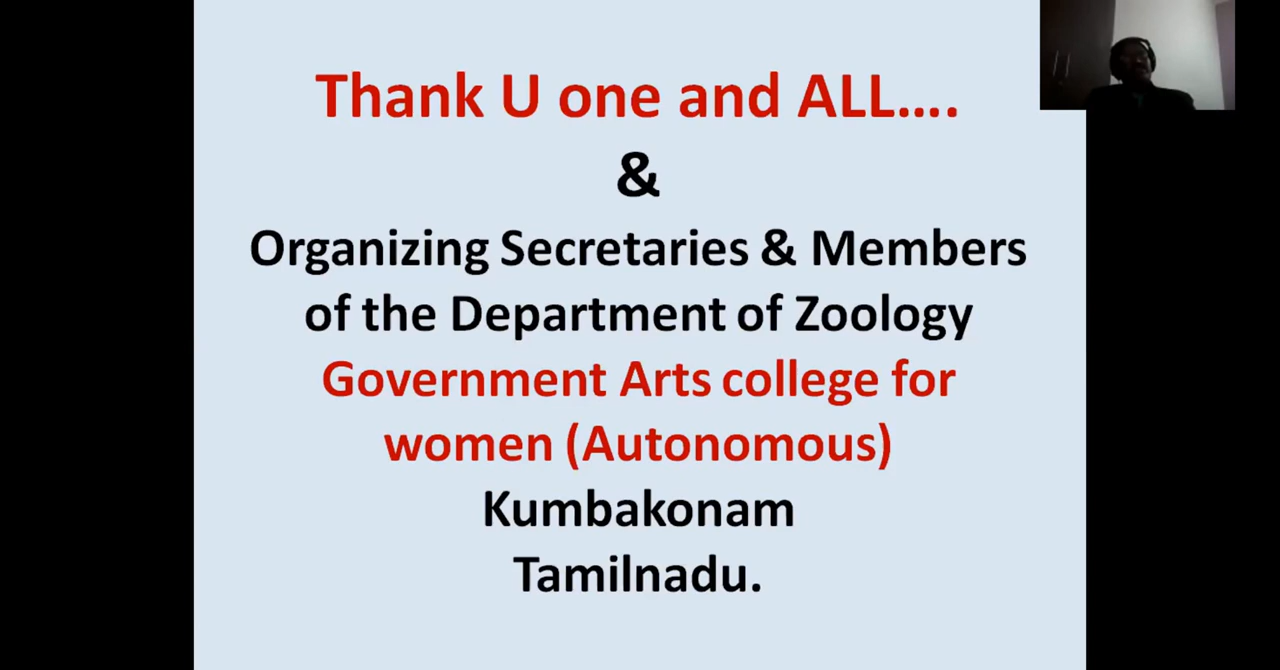 Thank U one and ALL....
&
Organizing Secretaries & Members
of the Department of Zoology
Government Arts college for
women (Autonomous)
Kumbakonam
Tamilnadu.